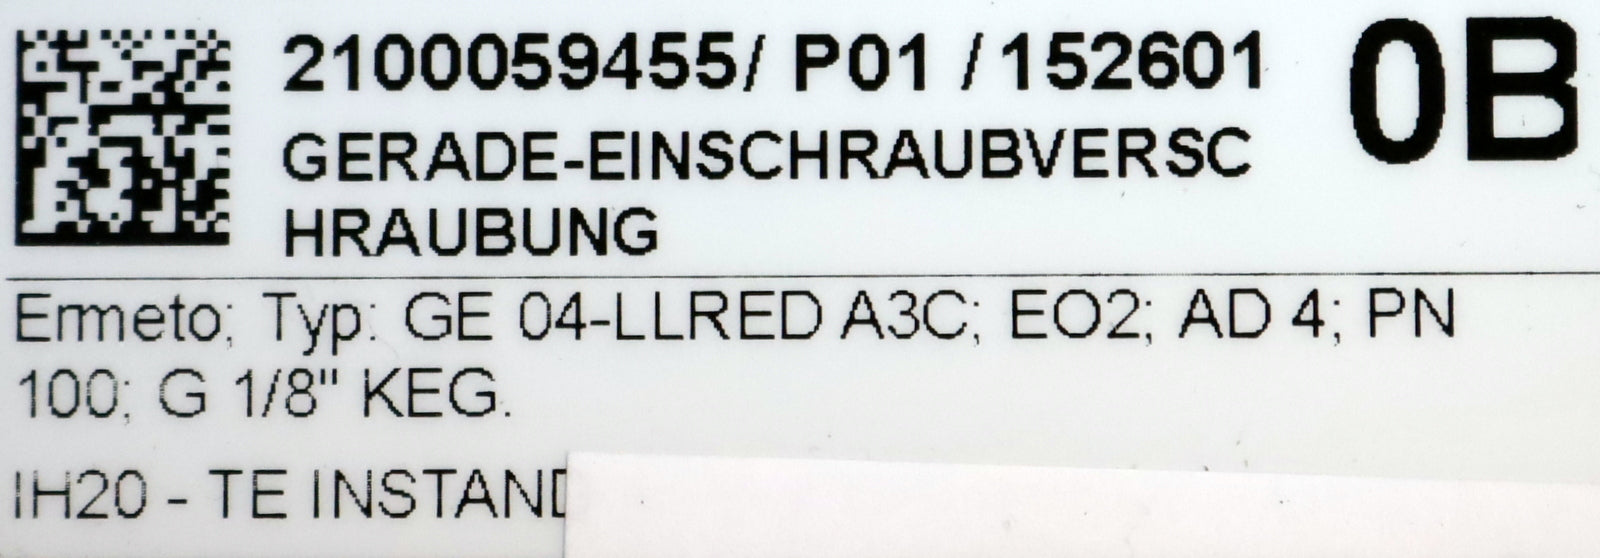 2100059455/ P01 / 152601
0B
GERADE-EINSCHRAUBVERSC
HRAUBUNG
Ermeto; Typ: GE 04-LLRED A3C; EO2; AD 4; PN
100; G 1/8" KEG.
IH20 - TE INSTAND